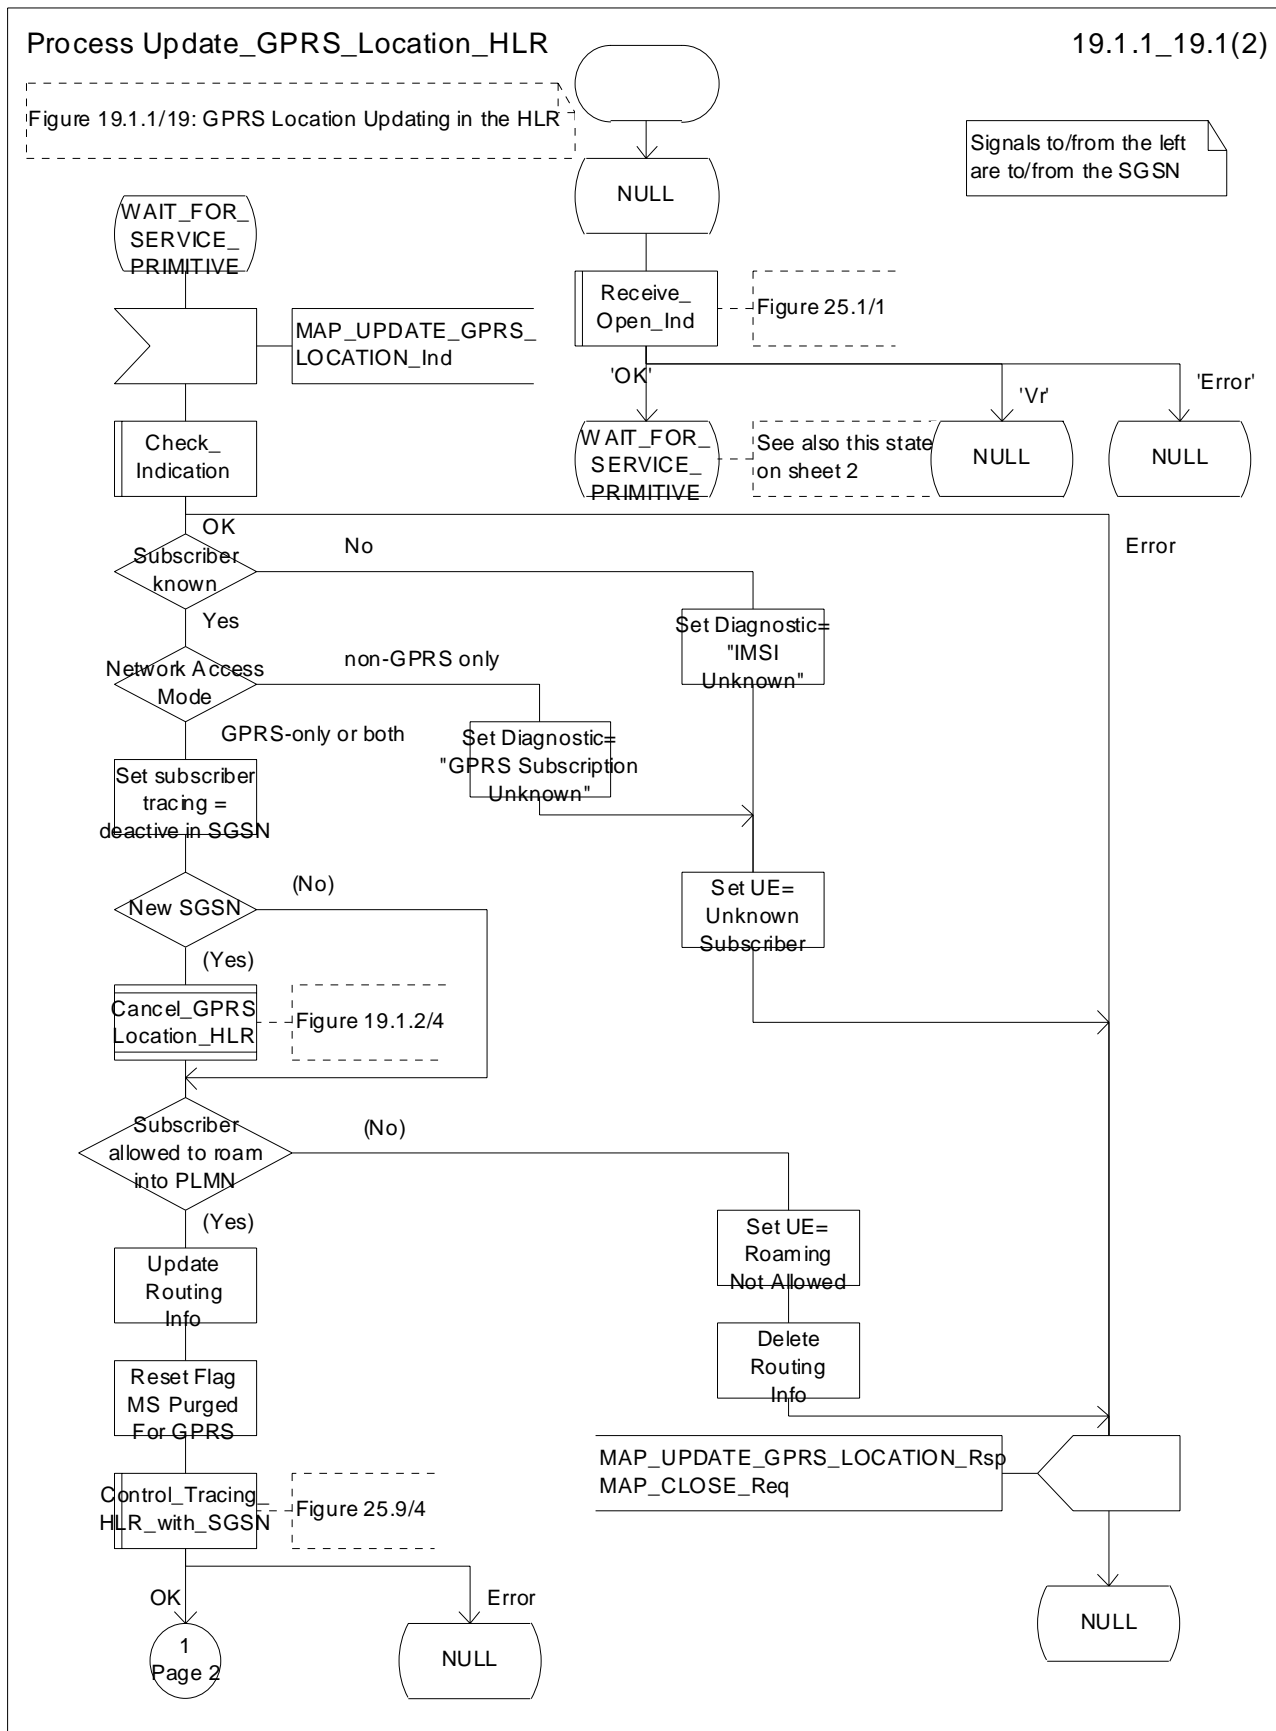 Process Update_GPRS_Location_HLR
19.1.1_19.1(2)
Figure 19.1.1/19: GPRS Location Updating in the HLR
Signals to/from the left
are to/from the SGSN
NULL
WAIT_FOR_
SERVICE_
PRIMITIVE
Receive_
Open_Ind
Figure 25.1/1
MAP_UPDATE_GPRS_
LOCATION_Ind
'OK'
'Vr'
'Error'
Check_
Indication
WAIT_FOR_
SERVICE_
PRIMITIVE
See also this state
on sheet 2
NULL
NULL
OK
Error
Subscriber
known
No
Yes
Set Diagnostic=
"IMSI
Unknown"
Network Access
Mode
non-GPRS only
GPRS-only or both
Set Diagnostic=
"GPRS Subscription
Unknown"
Set subscriber
tracing =
deactive in SGSN
New SGSN
(No)
(Yes)
Set UE=
Unknown
Subscriber
Cancel_GPRS
Location_HLR
Figure 19.1.2/4
Subscriber
allowed to roam
into PLMN
(No)
(Yes)
Set UE=
Roaming
Not Allowed
Update
Routing
Info
Delete
Routing
Info
Reset Flag
MS Purged
For GPRS
MAP_UPDATE_GPRS_LOCATION_Rsp
MAP_CLOSE_Req
Control_Tracing_
HLR_with_SGSN
Figure 25.9/4
OK
Error
1
Page 2
NULL
NULL